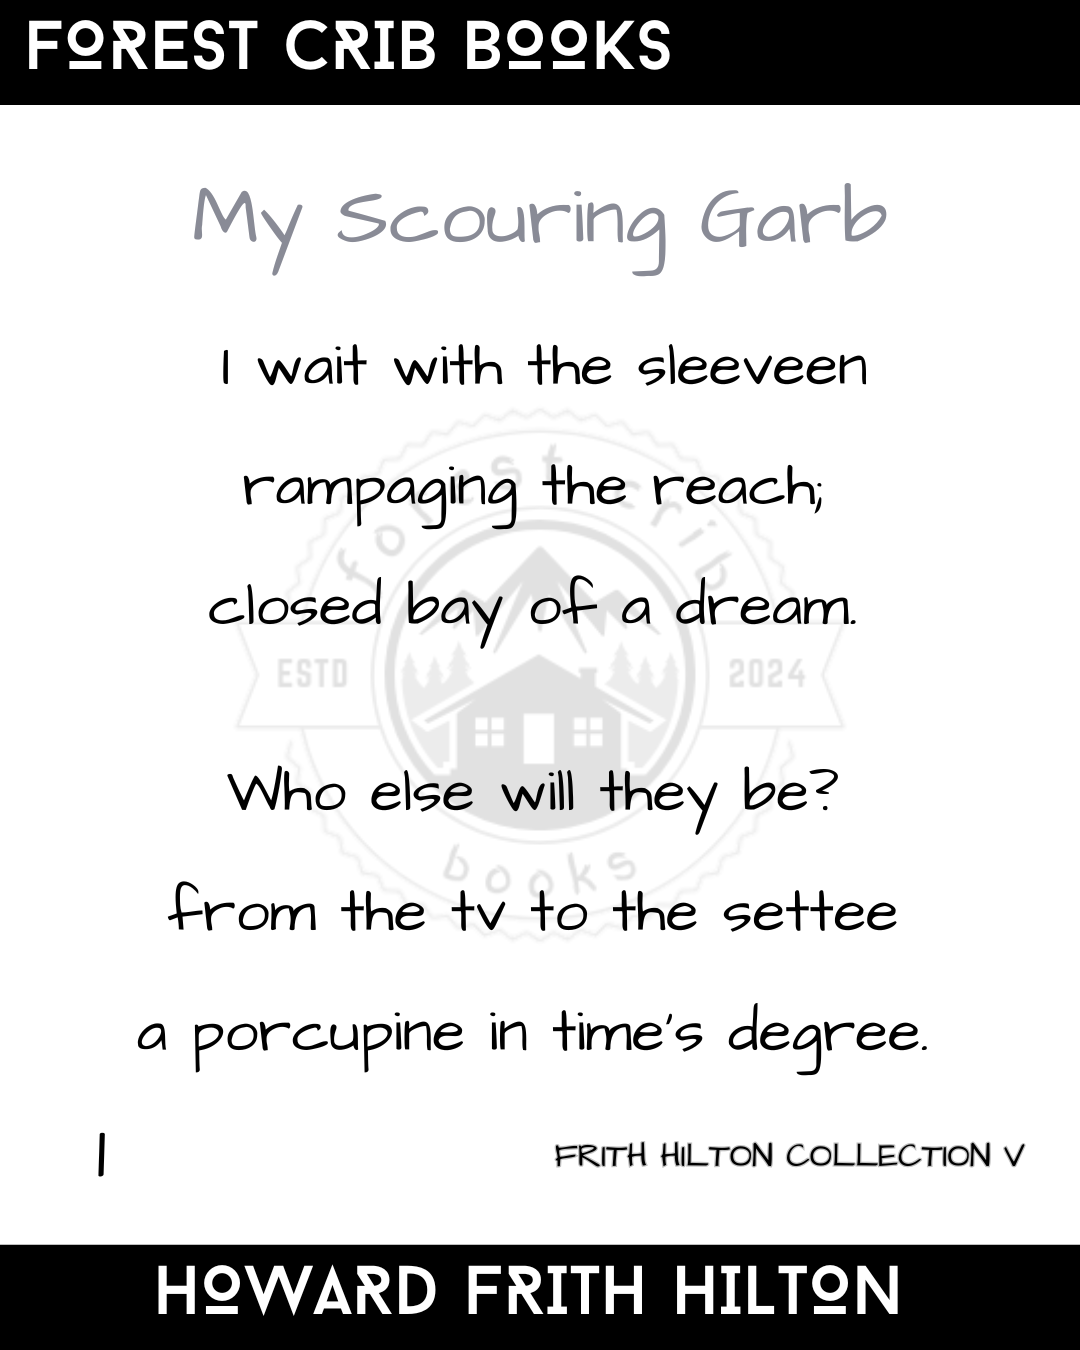 FOREST CRIB BOOKS
My Scouring Garb
I wait with the sleeveen
rampaging the reach;
closed bay of a dream.
forest crib
ESTD
2024
books
Who else will they be?
from the tv to the settee
a porcupine in time's degree.
1
FRITH HILTON COLLECTION V
HOWARD FRITH HILTON